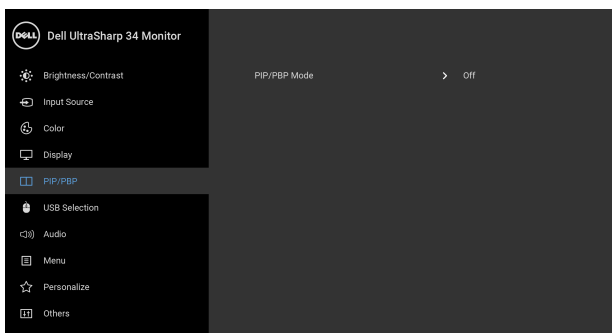 DELL Dell UltraSharp 34 Monitor
Brightness/Contrast
PIP/PBP Mode Off
Input Source
Color
Display
PIP/PBP
USB Selection
Audio
Menu
Personalize
Others